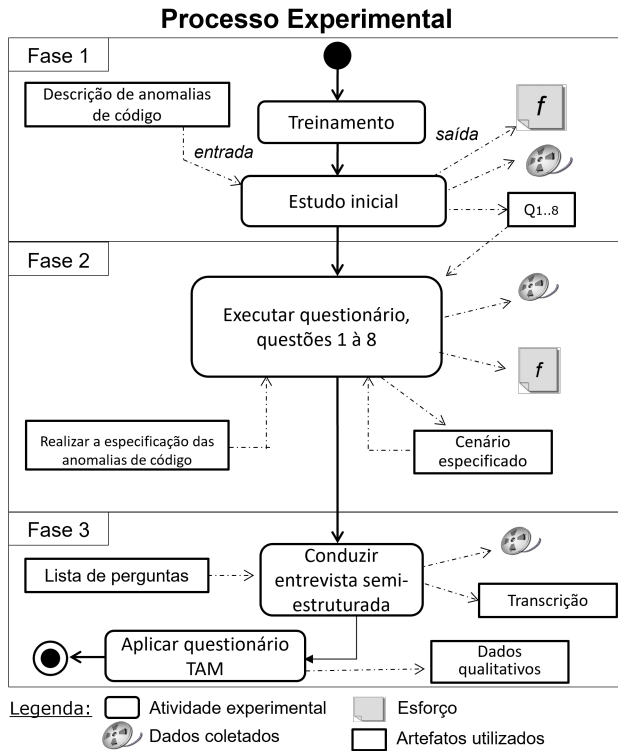 Processo Experimental
Fase 1
Descrição de anomalias
de código
Treinamento
f
entrada
saída
Estudo inicial
Q1..8
Fase 2
Executar questionário,
questões 1 à 8
f
Realizar a especificação das
anomalias de código
Cenário
especificado
Fase 3
Lista de perguntas
Conduzir
entrevista semi-
estruturada
Transcrição
Aplicar questionário
TAM
Dados
qualitativos
Legenda:
Atividade experimental
Esforço
Dados coletados
Artefatos utilizados